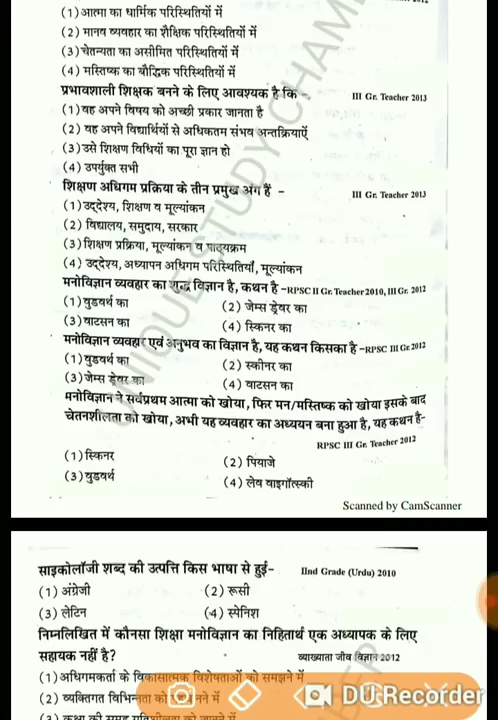 (1) आत्मा का धार्मिक परिस्थितियों में
(2) मानव व्यवहार का शैक्षिक परिस्थितियों में
(3) चेतन्यता का असीमित परिस्थितियों में
(4) मस्तिष्क का बौद्धिक परिस्थितियों में
प्रभावशाली शिक्षक बनने के लिए आवश्यक है कि - III Gr. Teacher 2013
(1) वह अपने विषय को अच्छी प्रकार जानता है
(2) वह अपने विद्यार्थियों से अधिकतम संभव अन्तक्रियाऐं
(3) उसे शिक्षण विधियों का पूरा ज्ञान हो
(4) उपर्युक्त सभी
शिक्षण अधिगम प्रक्रिया के तीन प्रमुख अंग हैं - III Gr. Teacher 2013
(1) उद्देश्य, शिक्षण व मूल्यांकन
(2) विद्यालय, समुदाय, सरकार
(3) शिक्षण प्रक्रिया, मूल्यांकन व पाठ्यक्रम
(4) उद्देश्य, अध्यापन अधिगम परिस्थितियाँ, मूल्यांकन
मनोविज्ञान व्यवहार का शुद्ध विज्ञान है, कथन है -RPSC II Gr. Teacher 2010, III Gr. 2012
(1) वुडवर्थ का (2) जेम्स ड्रेवर का
(3) वाटसन का (4) स्किनर का
मनोविज्ञान व्यवहार एवं अनुभव का विज्ञान है, यह कथन किसका है -RPSC III Gr. 2012
(1) वुडवर्थ का (2) स्कीनर का
(3) जेम्स ड्रेवर का (4) वाटसन का
मनोविज्ञान ने सर्वप्रथम आत्मा को खोया, फिर मन/मस्तिष्क को खोया इसके बाद
चेतनशीलता को खोया, अभी यह व्यवहार का अध्ययन बना हुआ है, यह कथन है-
RPSC III Gr. Teacher 2012
(1) स्किनर (2) पियाजे
(3) वुडवर्थ (4) लेव वाइगॉत्स्की
Scanned by CamScanner
साइकोलॉजी शब्द की उत्पत्ति किस भाषा से हुई- IInd Grade (Urdu) 2010
(1) अंग्रेजी (2) रूसी
(3) लेटिन (4) स्पेनिश
निम्नलिखित में कौनसा शिक्षा मनोविज्ञान का निहितार्थ एक अध्यापक के लिए
सहायक नहीं है? व्याख्याता जीव विज्ञान 2012
(1) अधिगमकर्ता के विकासात्मक विशेषताओं को समझने में
(2) व्यक्तिगत को में
DU Recorder
UNIQUE STUDY